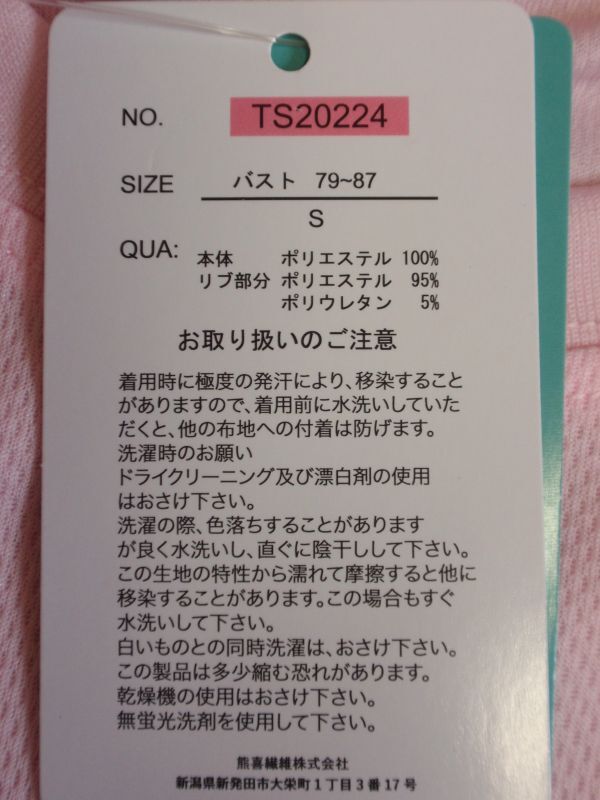 NO. TS20224
SIZE バスト 79~87
S
QUA: 本体 ポリエステル 100%
リブ部分 ポリエステル 95%
ポリウレタン 5%
お取り扱いのご注意
着用時に極度の発汗により、移染すること
がありますので、着用前に水洗いしていた
だくと、他の布地への付着は防げます。
洗濯時のお願い
ドライクリーニング及び漂白剤の使用
はおさけ下さい。
洗濯の際、色落ちすることがあります
が良く水洗いし、直ぐに陰干しして下さい。
この生地の特性から濡れて摩擦すると他に
移染することがあります。この場合もすぐ
水洗いして下さい。
白いものとの同時洗濯は、おさけ下さい。
この製品は多少縮む恐れがあります。
乾燥機の使用はおさけ下さい。
無蛍光洗剤を使用して下さい。
熊喜繊維株式会社
新潟県新発田市大栄町1丁目3番17号